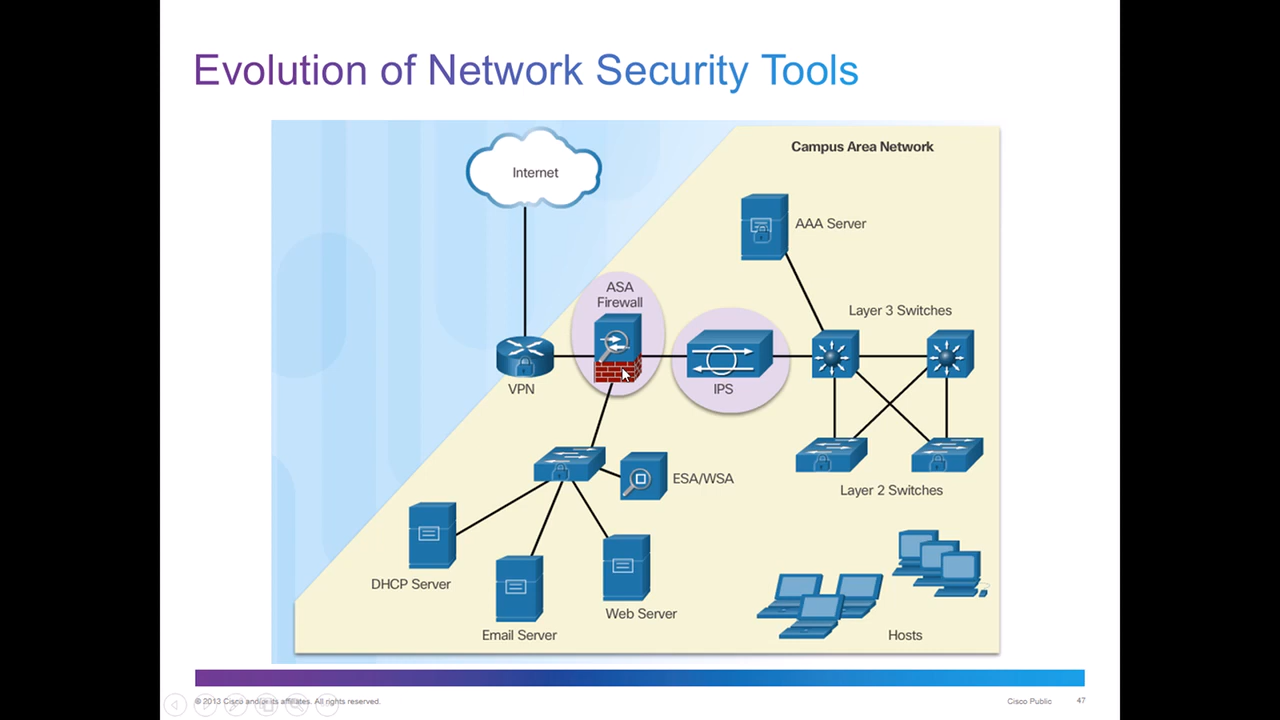 Evolution of Network Security Tools
Campus Area Network
Internet
AAA Server
ASA
Firewall
Layer 3 Switches
VPN
IPS
ESA/WSA
Layer 2 Switches
DHCP Server
Web Server
Email Server
Hosts
© 2013 Cisco and/or its affiliates. All rights reserved.
Cisco Public
47